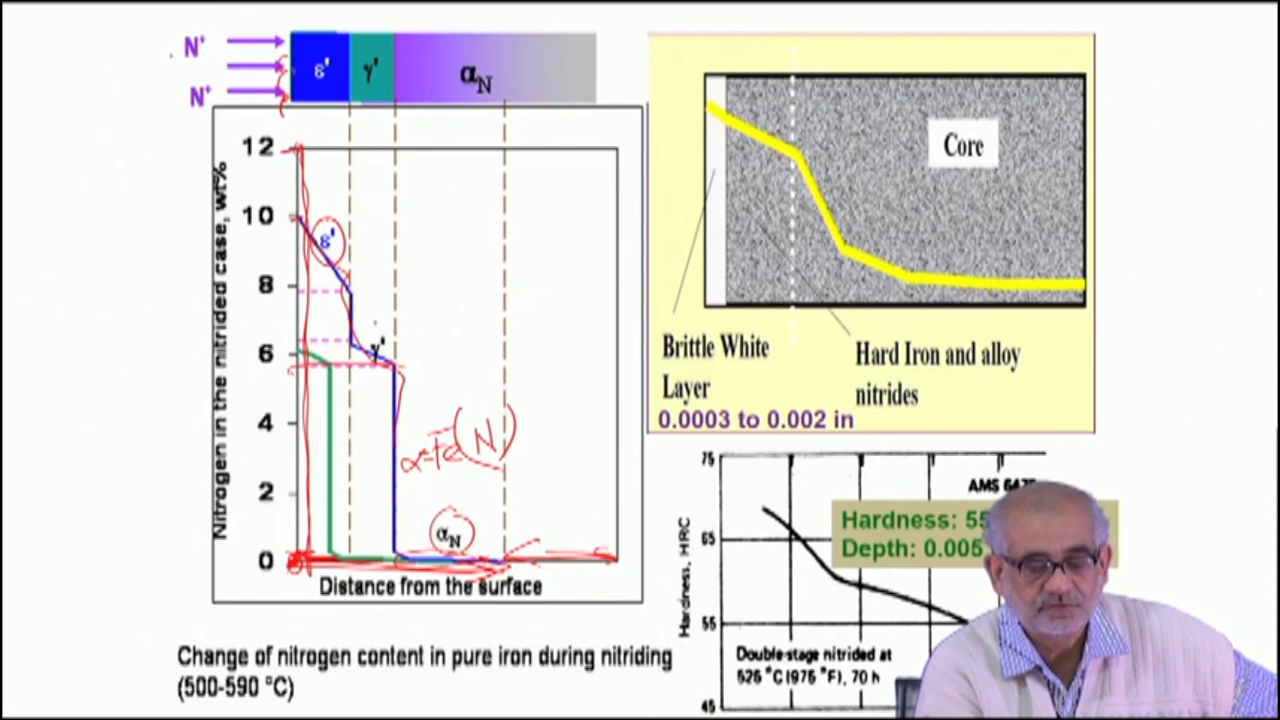 N⁺
N⁺
ε' γ' αN
12
10
8
6
4
2
0
Nitrogen in the nitrided case, wt%
ε'
γ'
α-Fe(N)
αN
Distance from the surface
Change of nitrogen content in pure iron during nitriding
(500-590 °C)
Core
Brittle White
Layer
Hard Iron and alloy
nitrides
0.0003 to 0.002 in
75
65
55
45
Hardness, HRC
AMS
Hardness:
Depth: 0.005
Double-stage nitrided at
525 °C (975 °F), 70 h